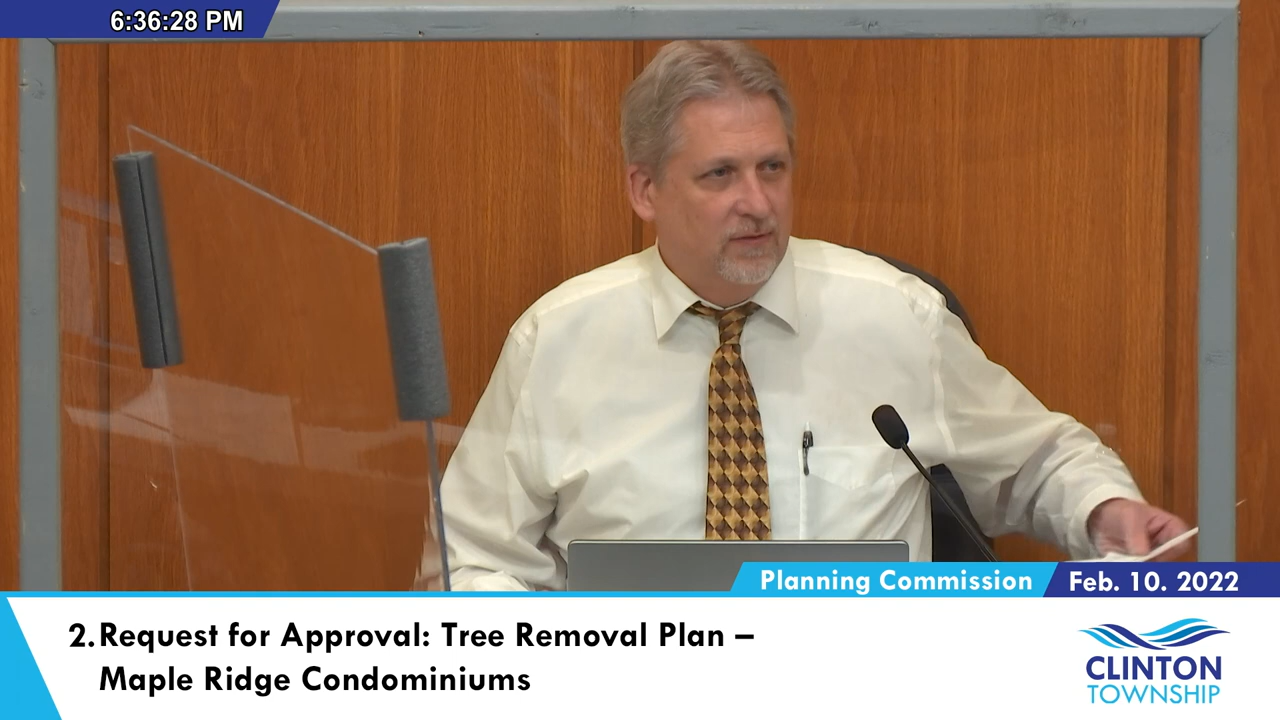 6:36:28 PM
Planning Commission
Feb. 10. 2022
2. Request for Approval: Tree Removal Plan –
Maple Ridge Condominiums
CLINTON
TOWNSHIP